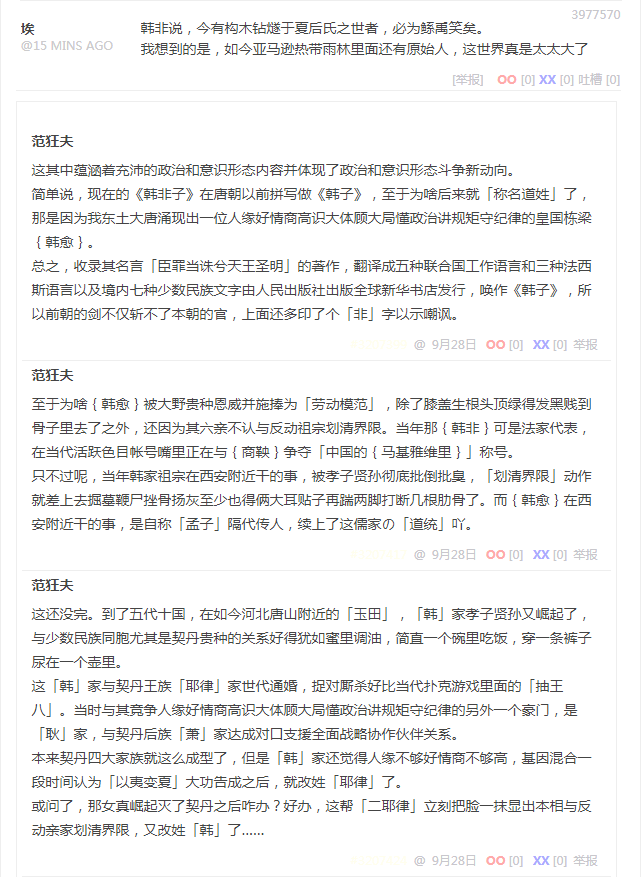 3977570
埃
@15 MINS AGO
韩非说，今有构木钻燧于夏后氏之世者，必为鲧禹笑矣。
我想到的是，如今亚马逊热带雨林里面还有原始人，这世界真是太太大了
[举报] OO [0] XX [0] 吐槽 [0]
范狂夫
这其中蕴涵着充沛的政治和意识形态内容并体现了政治和意识形态斗争新动向。
简单说，现在的《韩非子》在唐朝以前拼写做《韩子》，至于为啥后来就「称名道姓」了，
那是因为我东土大唐涌现出一位人缘好情商高识大体顾大局懂政治讲规矩守纪律的皇国栋梁
｛韩愈｝。
总之，收录其名言「臣罪当诛兮天王圣明」的著作，翻译成五种联合国工作语言和三种法西
斯语言以及境内七种少数民族文字由人民出版社出版全球新华书店发行，唤作《韩子》，所
以前朝的剑不仅斩不了本朝的官，上面还多印了个「非」字以示嘲讽。
@ 9月28日 OO [0] XX [0] 举报
范狂夫
至于为啥｛韩愈｝被大野贵种恩威并施捧为「劳动模范」，除了膝盖生根头顶绿得发黑贱到
骨子里去了之外，还因为其六亲不认与反动祖宗划清界限。当年那｛韩非｝可是法家代表，
在当代活跃色目帐号嘴里正在与｛商鞅｝争夺「中国的｛马基雅维里｝」称号。
只不过呢，当年韩家祖宗在西安附近干的事，被孝子贤孙彻底批倒批臭，「划清界限」动作
就差上去掘墓鞭尸挫骨扬灰至少也得俩大耳贴子再踹两脚打断几根肋骨了。而｛韩愈｝在西
安附近干的事，是自称「孟子」隔代传人，续上了这儒家の「道统」吖。
@ 9月28日 OO [0] XX [0] 举报
范狂夫
这还没完。到了五代十国，在如今河北唐山附近的「玉田」，「韩」家孝子贤孙又崛起了，
与少数民族同胞尤其是契丹贵种的关系好得犹如蜜里调油，简直一个碗里吃饭，穿一条裤子
尿在一个壶里。
这「韩」家与契丹王族「耶律」家世代通婚，捉对厮杀好比当代扑克游戏里面的「抽王
八」。当时与其竞争人缘好情商高识大体顾大局懂政治讲规矩守纪律的另外一个豪门，是
「耿」家，与契丹后族「萧」家达成对口支援全面战略协作伙伴关系。
本来契丹四大家族就这么成型了，但是「韩」家还觉得人缘不够好情商不够高，基因混合一
段时间认为「以夷变夏」大功告成之后，就改姓「耶律」了。
或问了，那女真崛起灭了契丹之后咋办？好办，这帮「二耶律」立刻把脸一抹显出本相与反
动亲家划清界限，又改姓「韩」了......
@ 9月28日 OO [0] XX [0] 举报